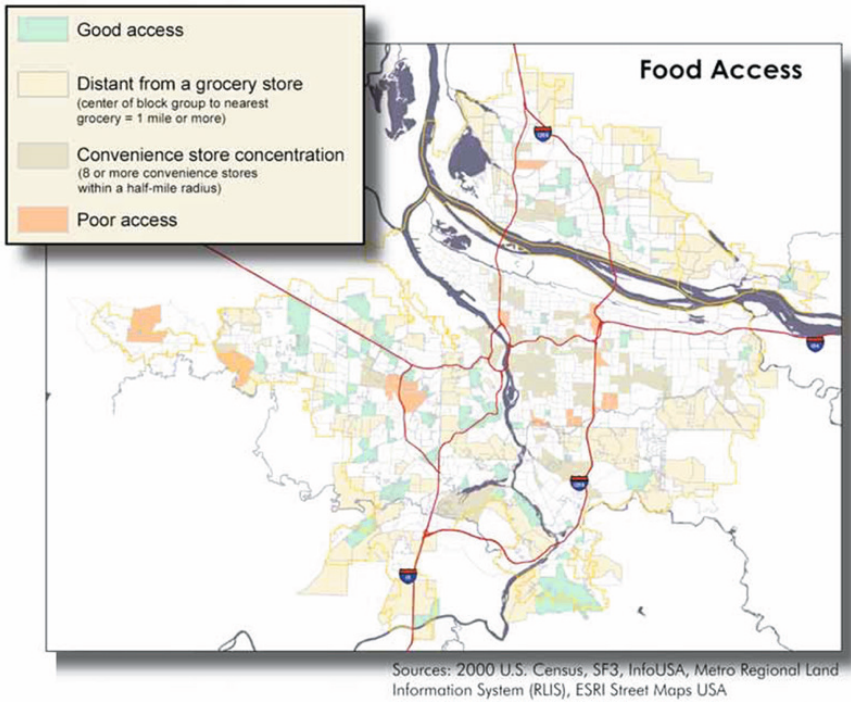 Good access
Distant from a grocery store
(center of block group to nearest
grocery = 1 mile or more)
Convenience store concentration
(8 or more convenience stores
within a half-mile radius)
Poor access
Food Access
Sources: 2000 U.S. Census, SF3, InfoUSA, Metro Regional Land
Information System (RLIS), ESRI Street Maps USA